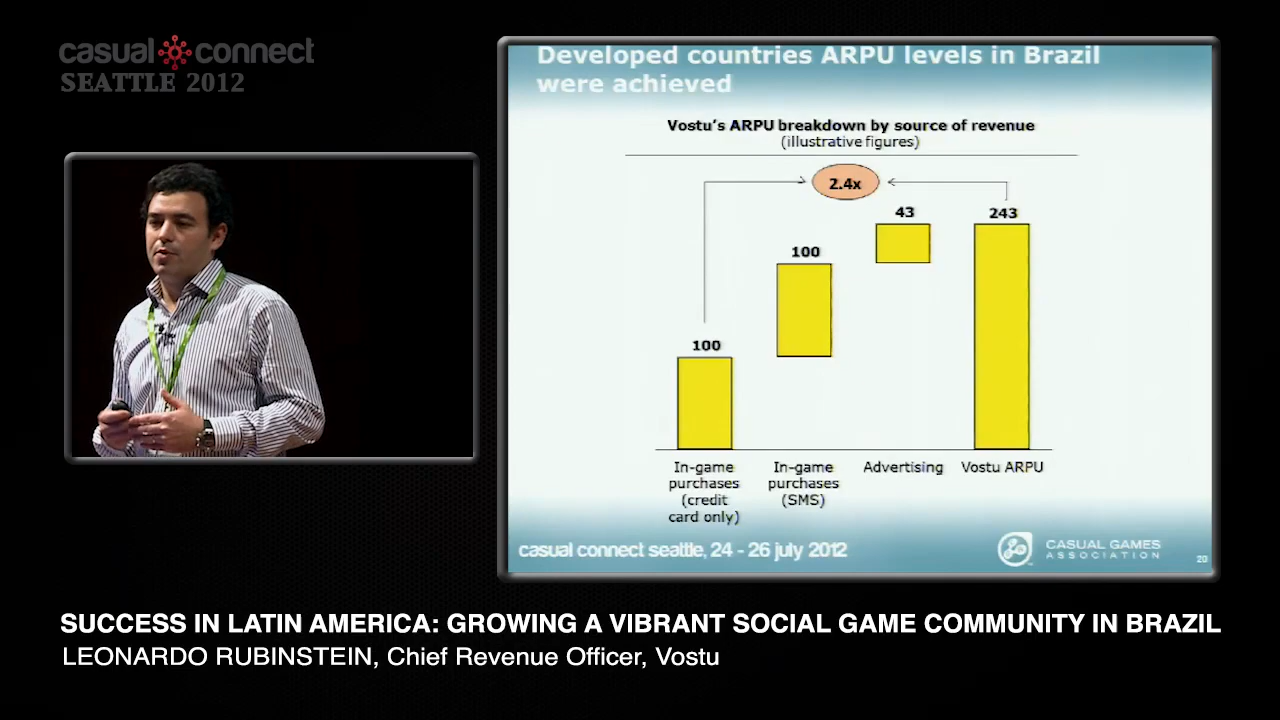 casual connect
SEATTLE 2012
Developed countries ARPU levels in Brazil
were achieved
Vostu's ARPU breakdown by source of revenue
(illustrative figures)
2.4x
43
243
100
100
In-game
purchases
(credit
card only)
In-game
purchases
(SMS)
Advertising
Vostu ARPU
casual connect seattle, 24 - 26 july 2012
CASUAL GAMES
ASSOCIATION
20
SUCCESS IN LATIN AMERICA: GROWING A VIBRANT SOCIAL GAME COMMUNITY IN BRAZIL
LEONARDO RUBINSTEIN, Chief Revenue Officer, Vostu